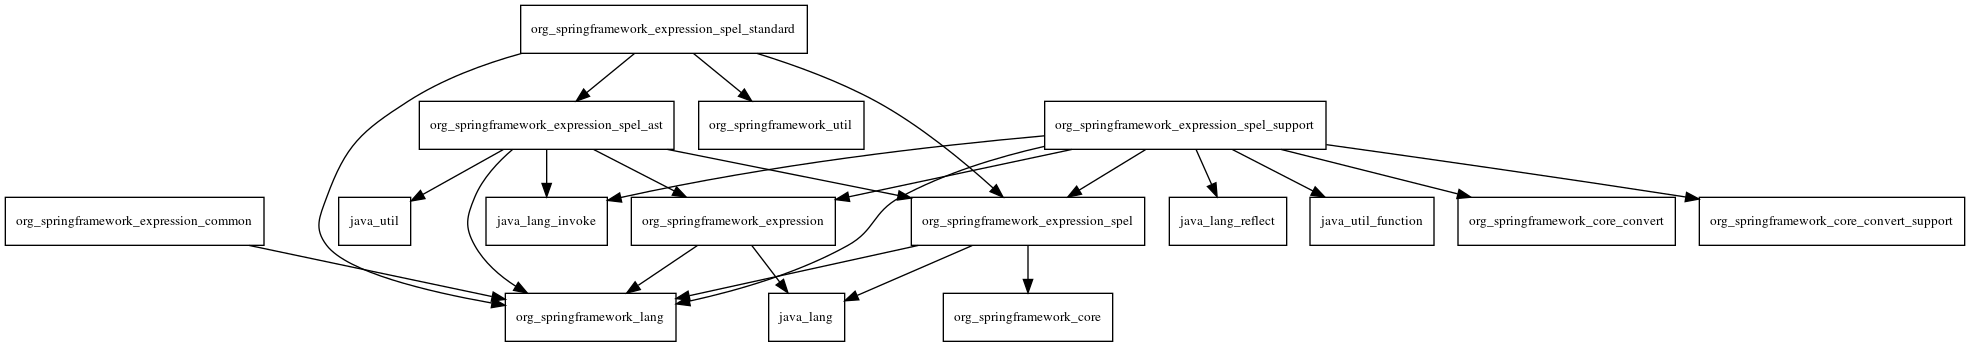 org_springframework_expression_spel_standard
org_springframework_expression_spel_ast
org_springframework_util
org_springframework_expression_spel_support
org_springframework_expression_common
java_util
java_lang_invoke
org_springframework_expression
org_springframework_expression_spel
java_lang_reflect
java_util_function
org_springframework_core_convert
org_springframework_core_convert_support
org_springframework_lang
java_lang
org_springframework_core